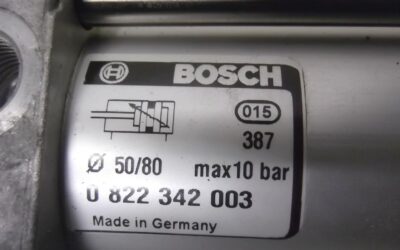 BOSCH
015
387
Ø 50/80 max10 bar
0 822 342 003
Made in Germany